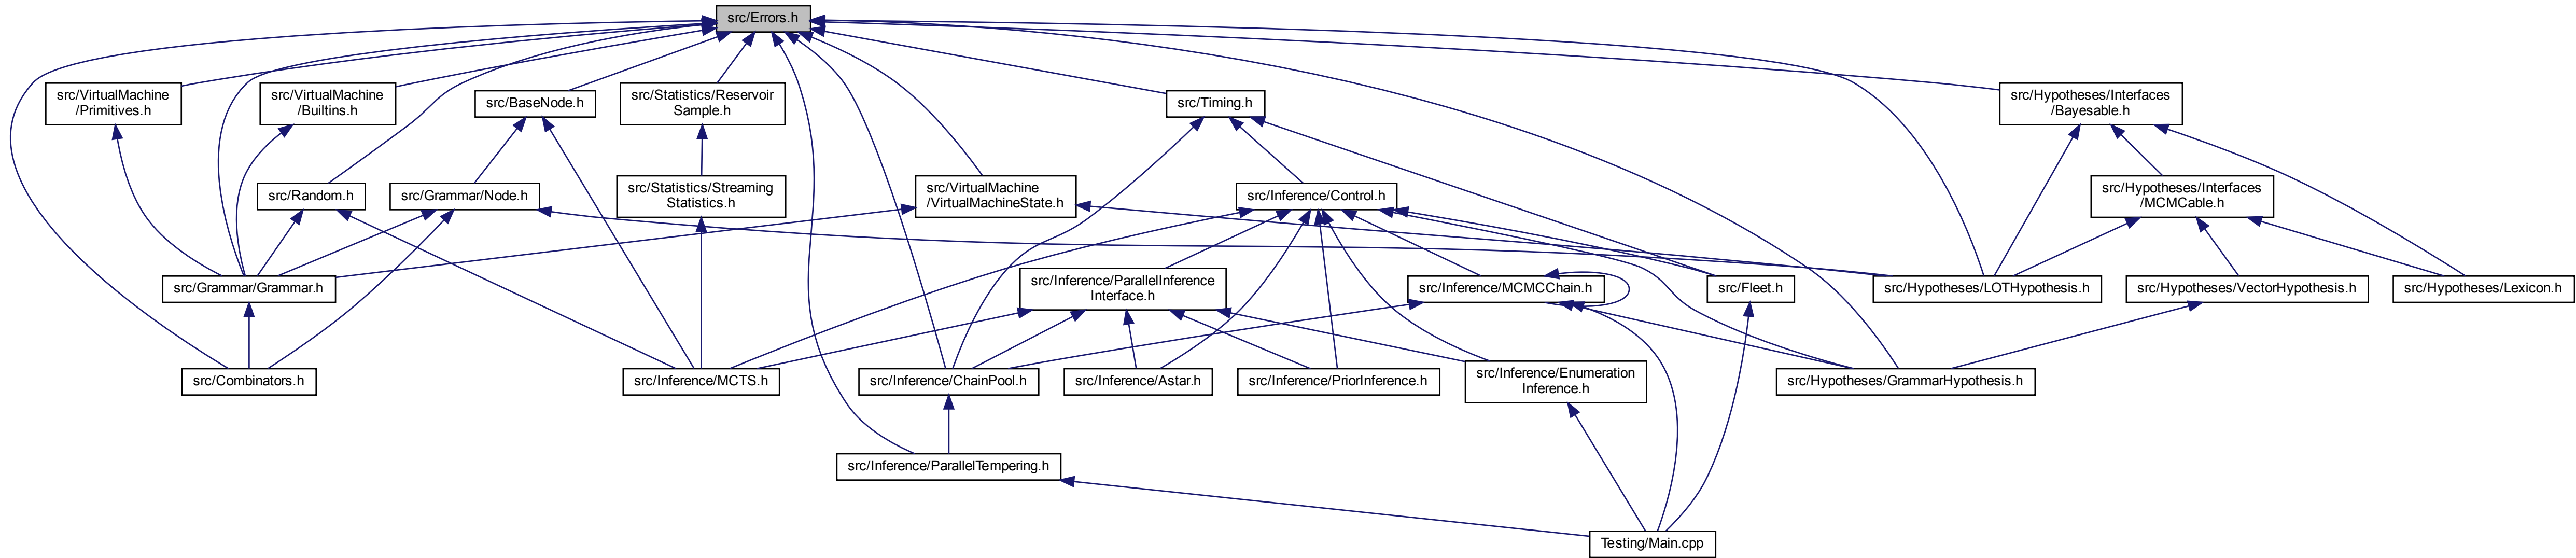 src/Errors.h
src/VirtualMachine
/Primitives.h
src/VirtualMachine
/Builtins.h
src/BaseNode.h
src/Statistics/Reservoir
Sample.h
src/Timing.h
src/Hypotheses/Interfaces
/Bayesable.h
src/Random.h
src/Grammar/Node.h
src/Statistics/Streaming
Statistics.h
src/VirtualMachine
/VirtualMachineState.h
src/Inference/Control.h
src/Hypotheses/Interfaces
/MCMCable.h
src/Grammar/Grammar.h
src/Inference/ParallelInference
Interface.h
src/Inference/MCMCChain.h
src/Fleet.h
src/Hypotheses/LOTHypothesis.h
src/Hypotheses/VectorHypothesis.h
src/Hypotheses/Lexicon.h
src/Combinators.h
src/Inference/MCTS.h
src/Inference/ChainPool.h
src/Inference/Astar.h
src/Inference/PriorInference.h
src/Inference/Enumeration
Inference.h
src/Hypotheses/GrammarHypothesis.h
src/Inference/ParallelTempering.h
Testing/Main.cpp